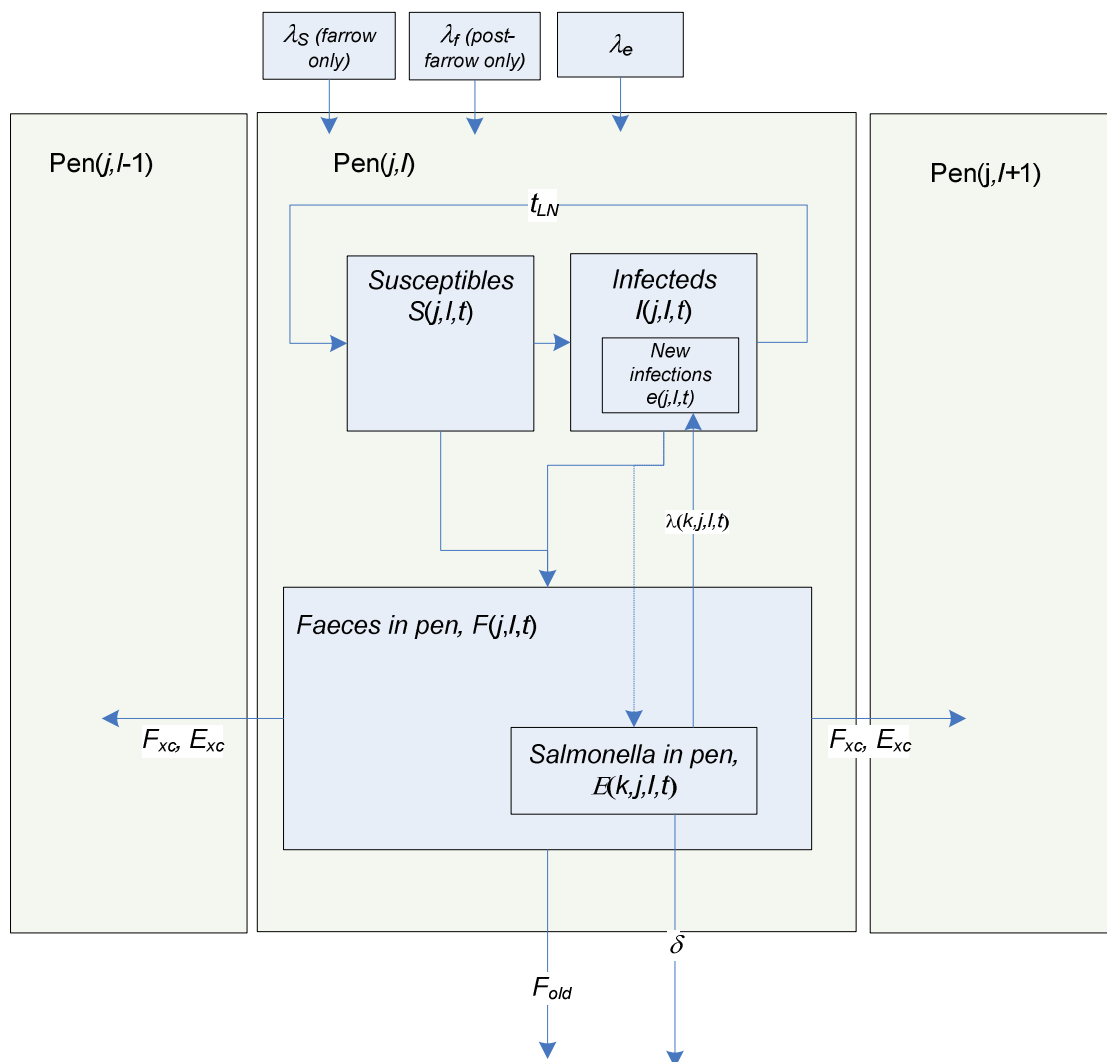 λS (farrow
only)
λf (post-
farrow only)
λe
Pen(j,l-1)
Pen(j,l)
Pen(j,l+1)
tLN
Susceptibles
S(j,l,t)
Infecteds
I(j,l,t)
New
infections
e(j,l,t)
λ(k,j,l,t)
Faeces in pen, F(j,l,t)
Fxc, Exc
Fxc, Exc
Salmonella in pen,
E(k,j,l,t)
δ
Fold